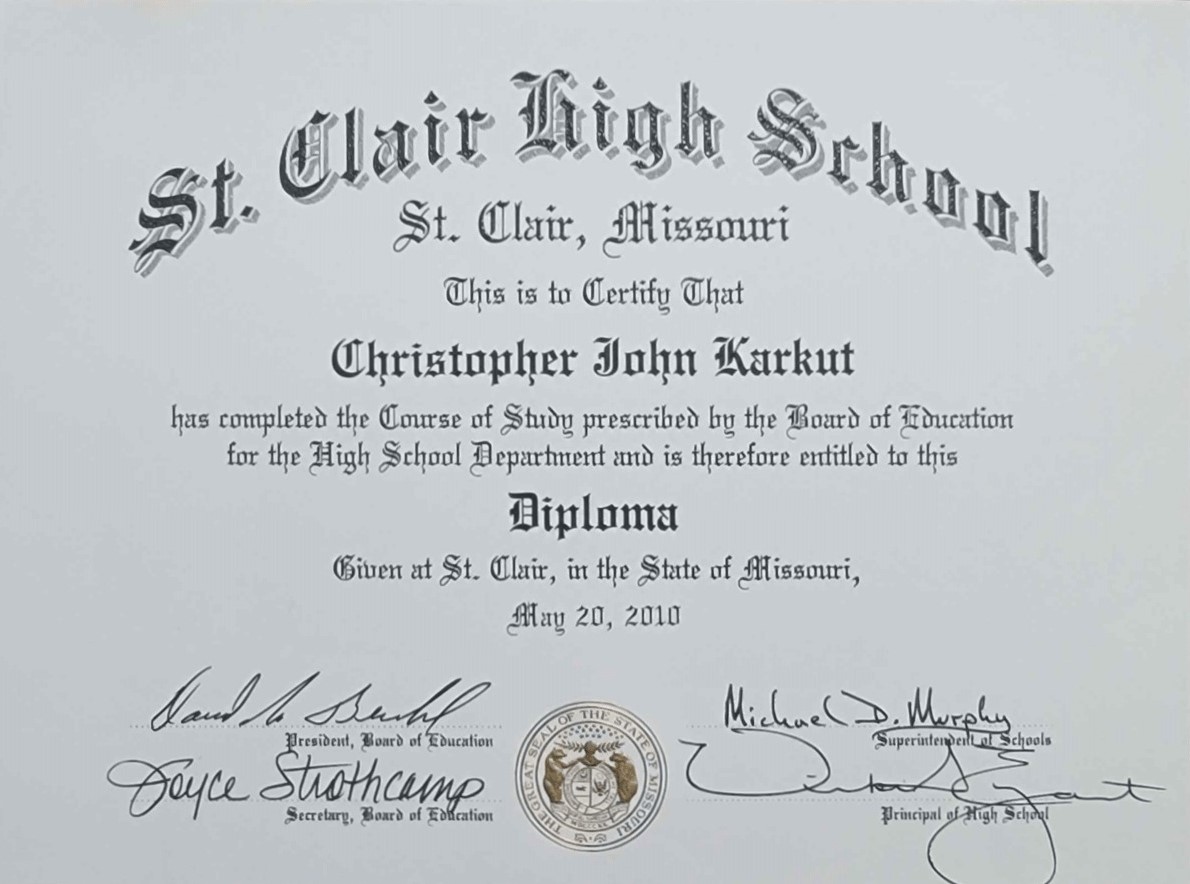 St. Clair High School
St. Clair, Missouri
This is to Certify That
Christopher John Karkut
has completed the Course of Study prescribed by the Board of Education
for the High School Department and is therefore entitled to this
Diploma
Given at St. Clair, in the State of Missouri,
May 20, 2010
President, Board of Education
Joyce Strothcamp
Secretary, Board of Education
THE GREAT SEAL OF THE STATE OF MISSOURI
Michael D. Murphy
Superintendent of Schools
Principal of High School